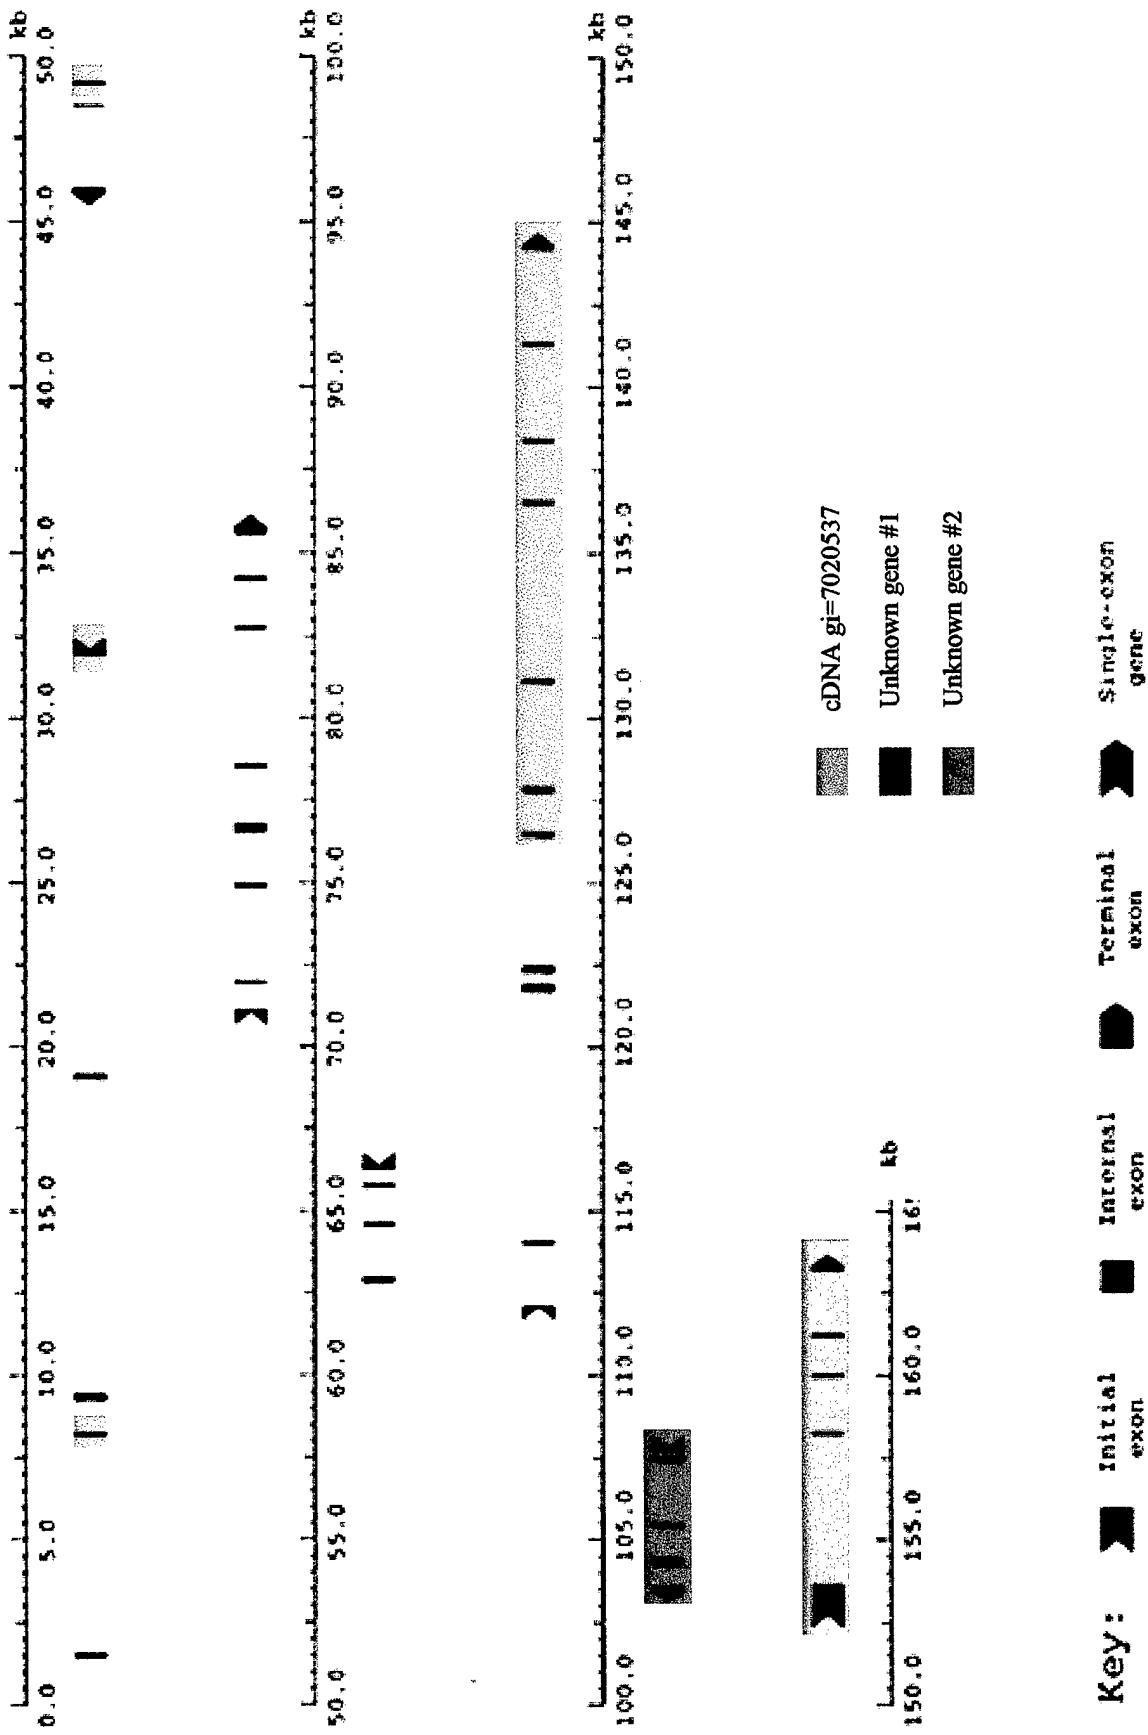 0.0 5.0 10.0 15.0 20.0 25.0 30.0 35.0 40.0 45.0 50.0
kb
50.0 55.0 60.0 65.0 70.0 75.0 80.0 85.0 90.0 95.0 100.0
kb
100.0 105.0 110.0 115.0 120.0 125.0 130.0 135.0 140.0 145.0 150.0
kb
150.0 155.0 160.0 16
kb
cDNA gi=7020537
Unknown gene #1
Unknown gene #2
Key:
Initial
exon
Internal
exon
Terminal
exon
Single-exon
gene